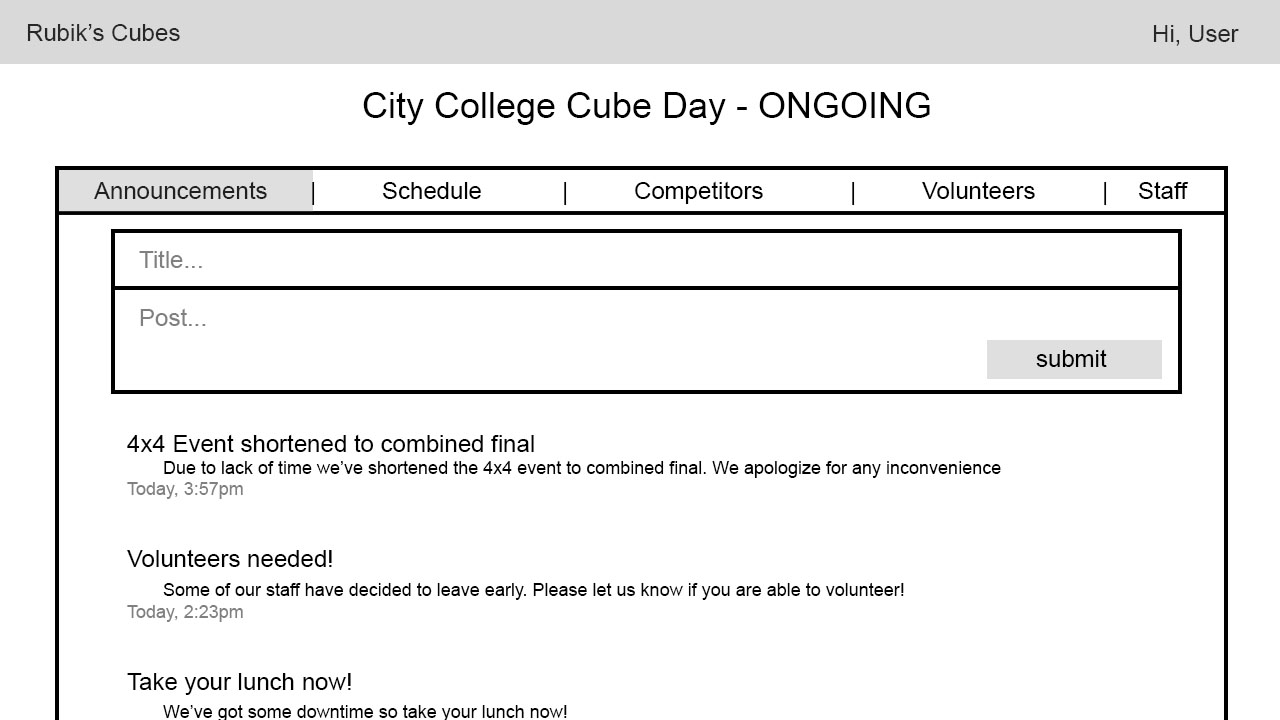 Rubik’s Cubes
Hi, User
City College Cube Day - ONGOING
Announcements | Schedule | Competitors | Volunteers | Staff
Title...
Post...
submit
4x4 Event shortened to combined final
Due to lack of time we’ve shortened the 4x4 event to combined final. We apologize for any inconvenience
Today, 3:57pm
Volunteers needed!
Some of our staff have decided to leave early. Please let us know if you are able to volunteer!
Today, 2:23pm
Take your lunch now!
We’ve got some downtime so take your lunch now!